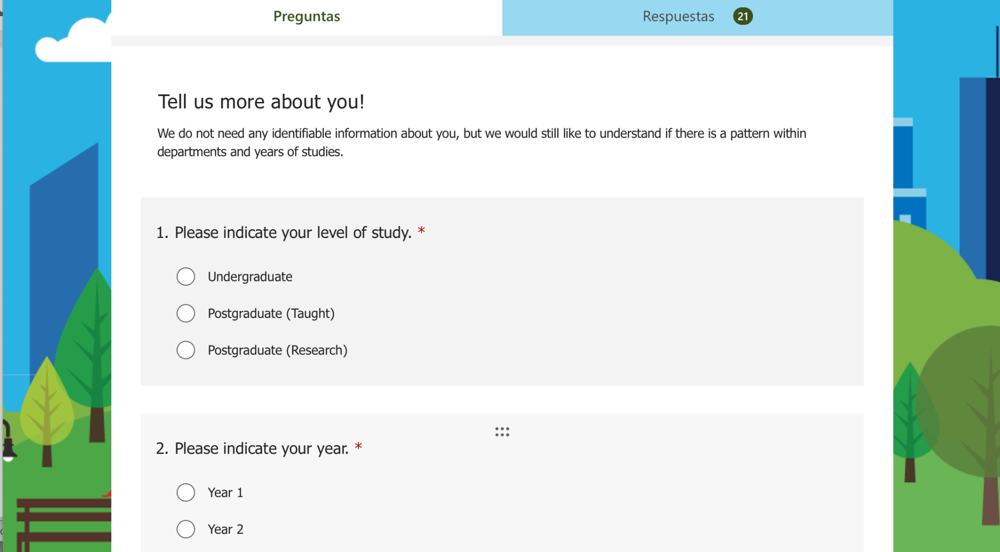 Preguntas
Respuestas 21
Tell us more about you!
We do not need any identifiable information about you, but we would still like to understand if there is a pattern within
departments and years of studies.
1. Please indicate your level of study. *
Undergraduate
Postgraduate (Taught)
Postgraduate (Research)
2. Please indicate your year. *
Year 1
Year 2